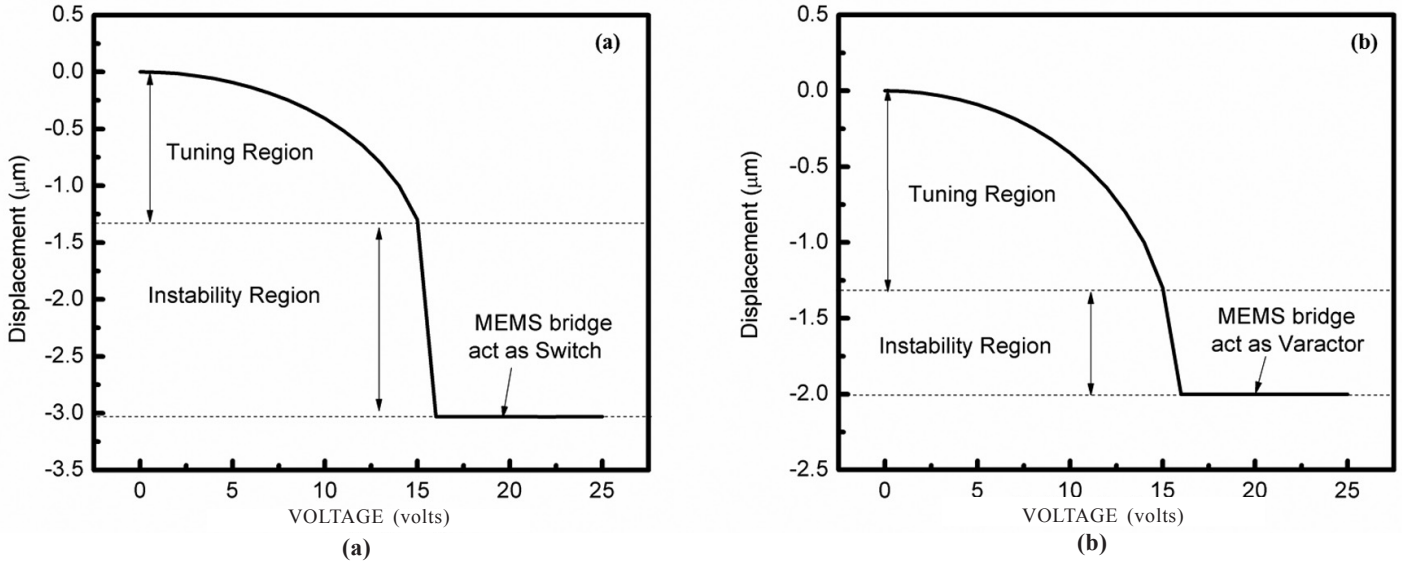 (a)
0.5
0.0
-0.5
-1.0
-1.5
-2.0
-2.5
-3.0
-3.5
Displacement (μm)
Tuning Region
Instability Region
MEMS bridge
act as Switch
0 5 10 15 20 25
VOLTAGE (volts)
(a)
(b)
0.5
0.0
-0.5
-1.0
-1.5
-2.0
-2.5
Displacement (μm)
Tuning Region
Instability Region
MEMS bridge
act as Varactor
0 5 10 15 20 25
VOLTAGE (volts)
(b)